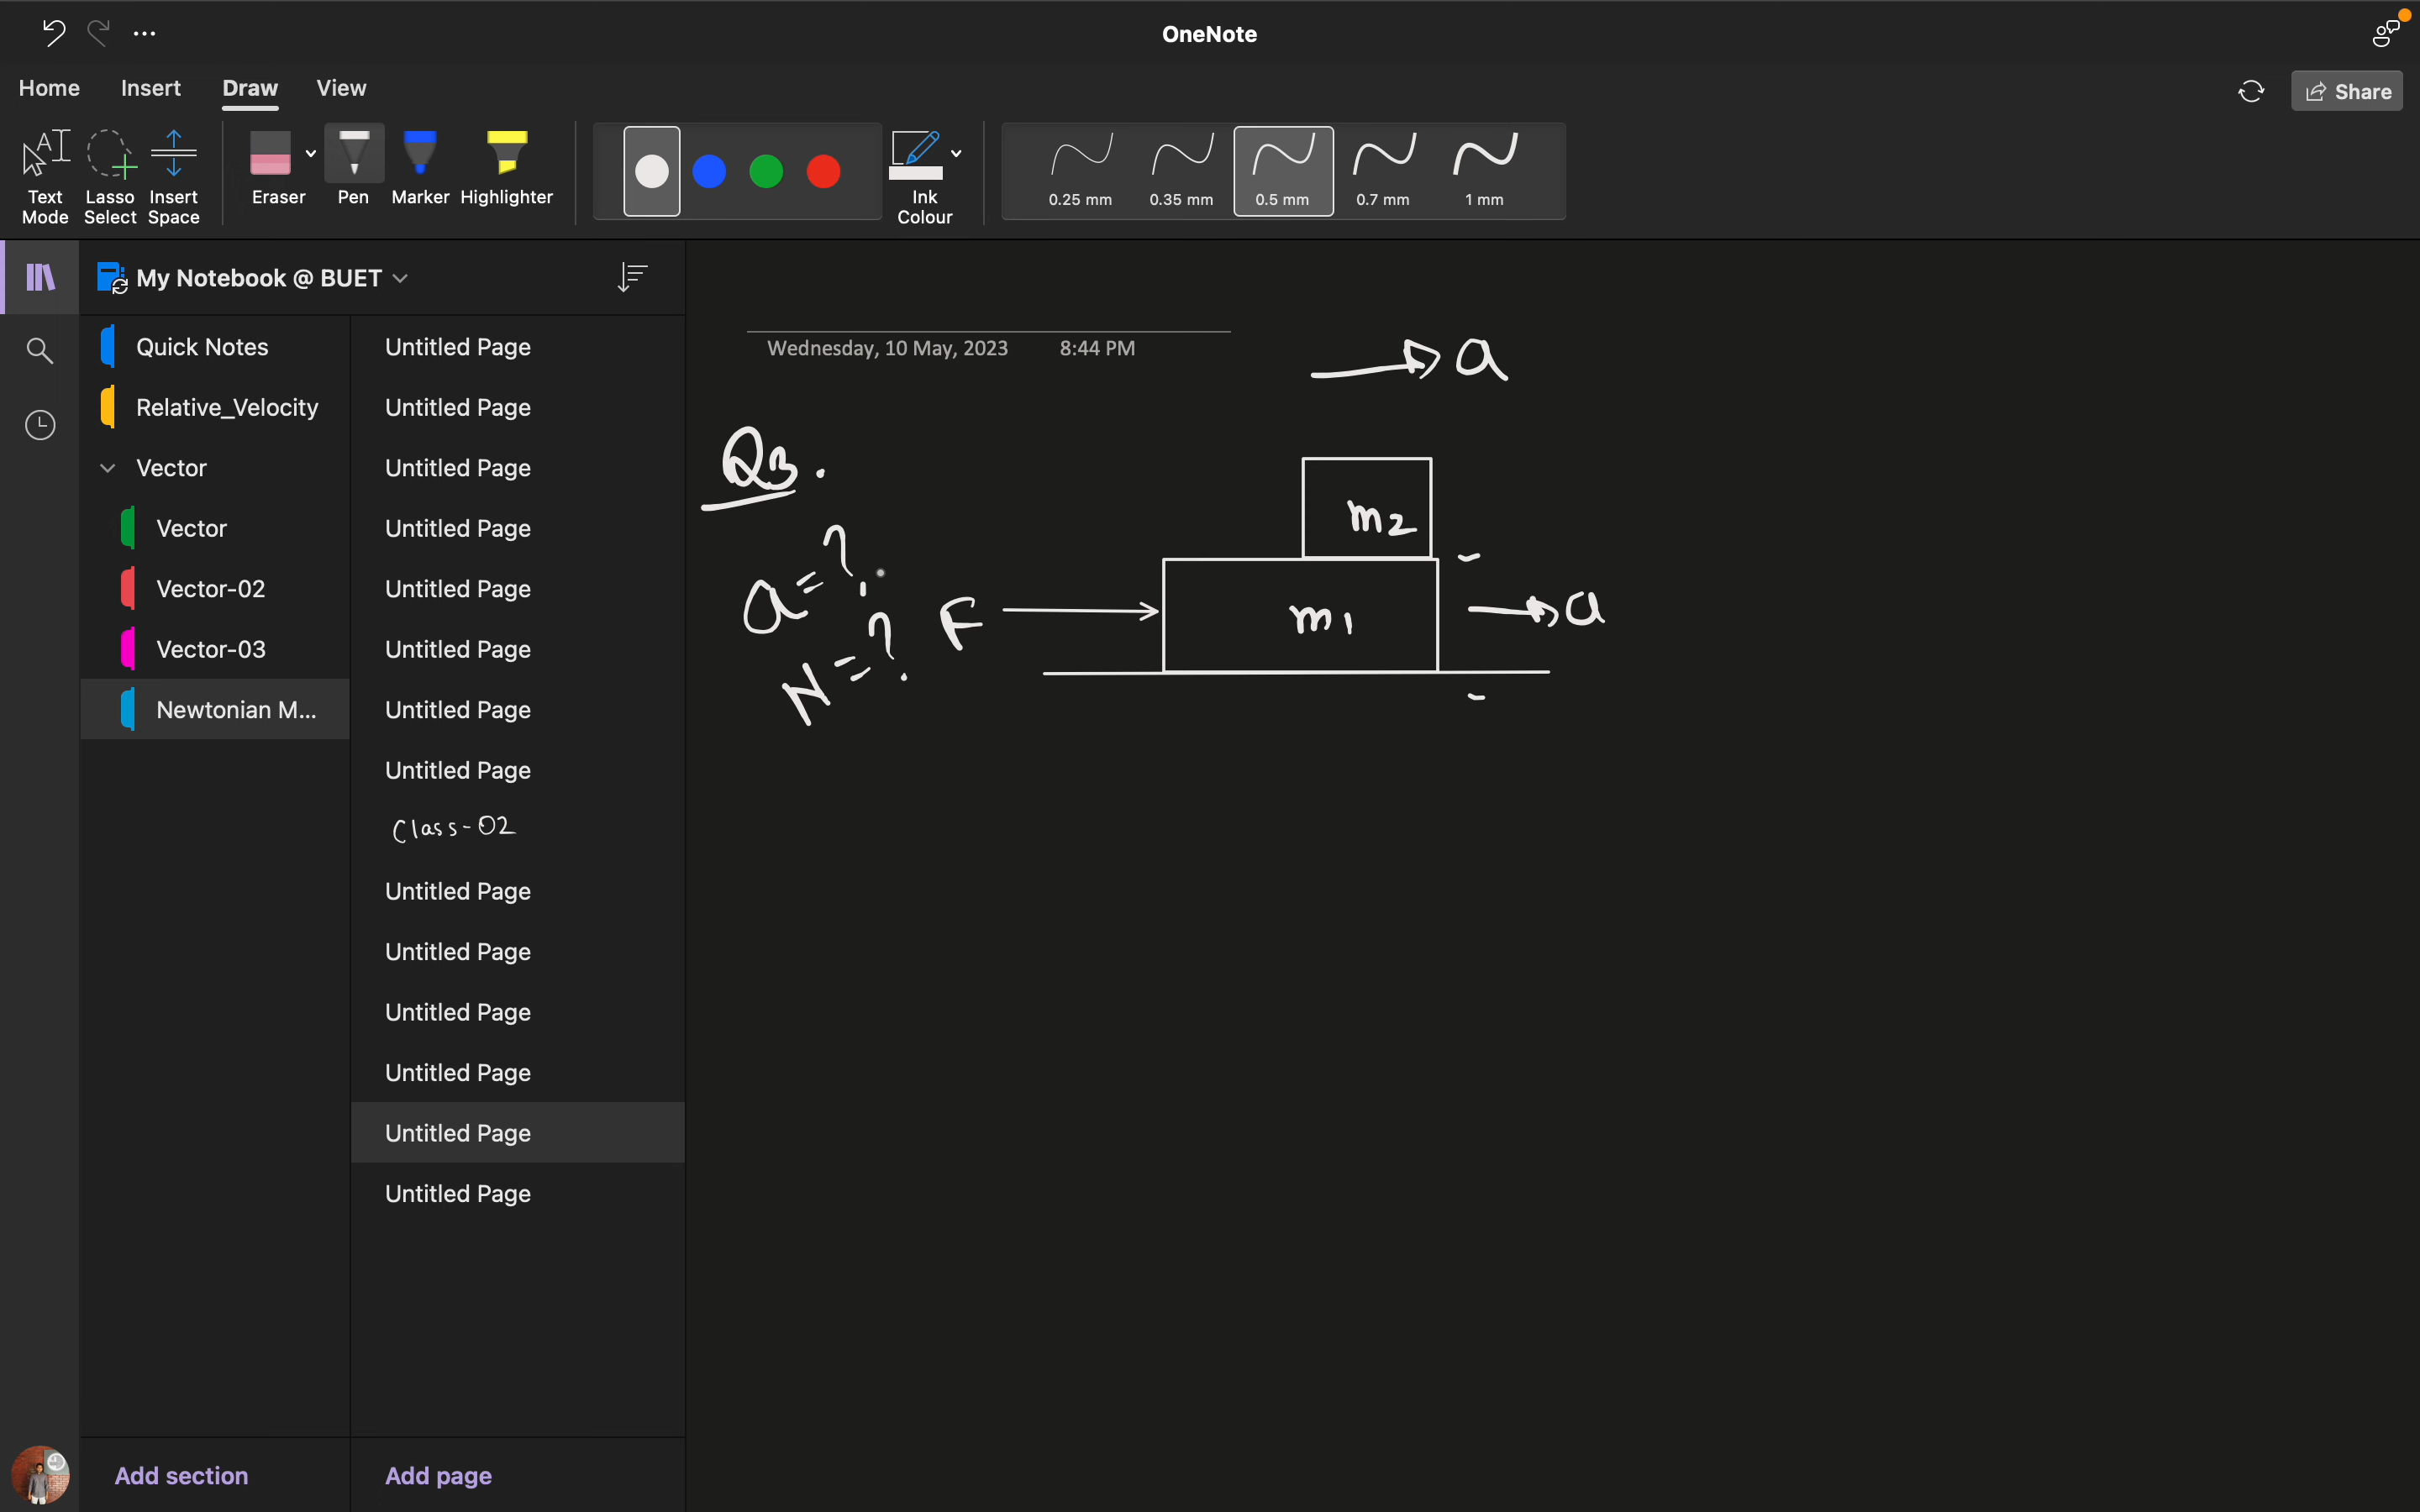 OneNote
Home Insert Draw View
Share
Text Mode
Lasso Select
Insert Space
Eraser
Pen
Marker
Highlighter
Ink Colour
0.25 mm
0.35 mm
0.5 mm
0.7 mm
1 mm
My Notebook @ BUET
Quick Notes
Relative_Velocity
Vector
Vector
Vector-02
Vector-03
Newtonian M...
Add section
Untitled Page
Untitled Page
Untitled Page
Untitled Page
Untitled Page
Untitled Page
Untitled Page
Untitled Page
Class-02
Untitled Page
Untitled Page
Untitled Page
Untitled Page
Untitled Page
Untitled Page
Add page
Wednesday, 10 May, 2023 8:44 PM
a
Q3.
m2
a=?
F
m1
a
N=?